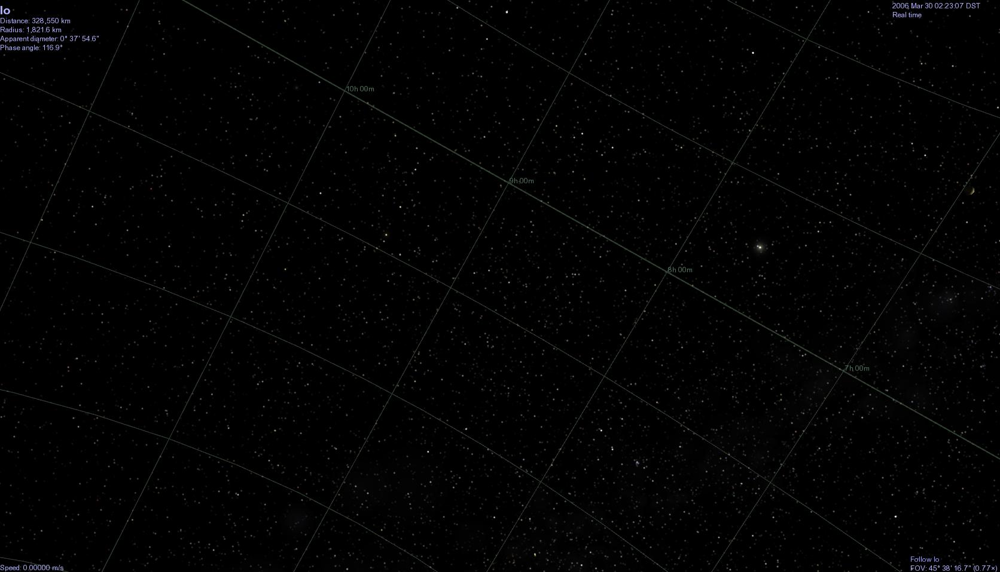 Io
Distance: 328,550 km
Radius: 1,821.6 km
Apparent diameter: 0° 37' 54.6"
Phase angle: 116.9°
2006 Mar 30 02:23:07 DST
Real time
10h 00m
9h 00m
8h 00m
7h 00m
Speed: 0.00000 m/s
Follow Io
FOV: 45° 38' 16.7" (0.77×)